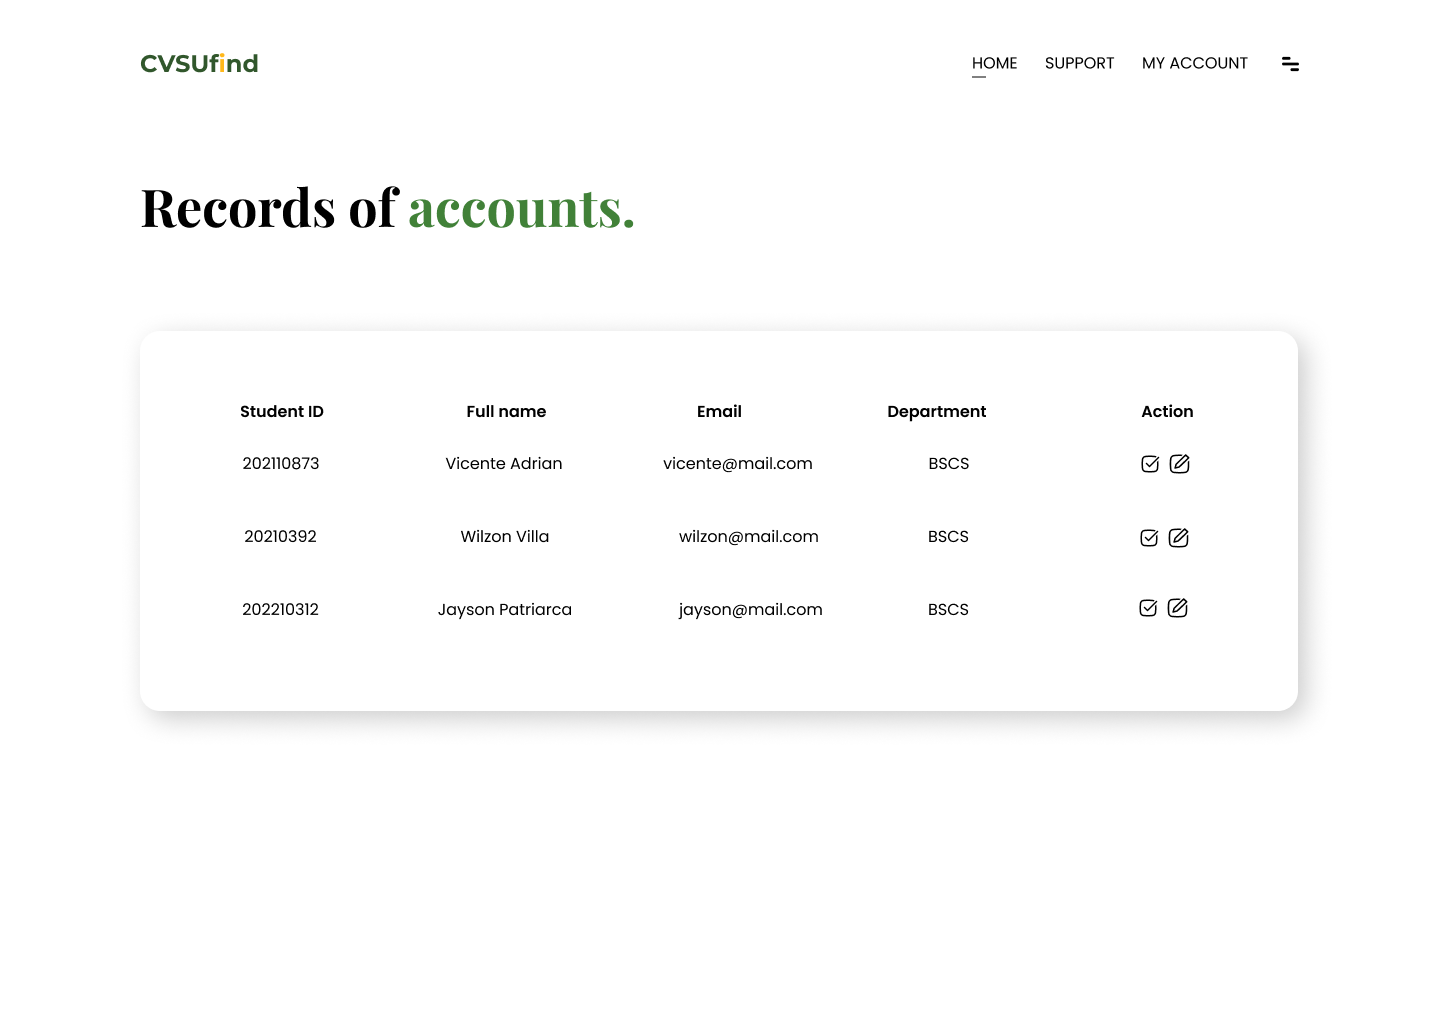 CVSUfind HOME SUPPORT MY ACCOUNT
Records of accounts.
Student ID Full name Email Department Action
202110873 Vicente Adrian vicente@mail.com BSCS
20210392 Wilzon Villa wilzon@mail.com BSCS
202210312 Jayson Patriarca jayson@mail.com BSCS